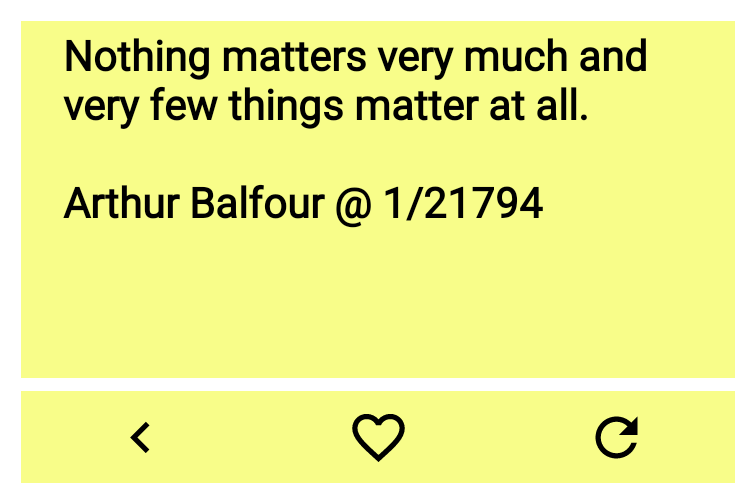 Nothing matters very much and
very few things matter at all.
Arthur Balfour @ 1/21794